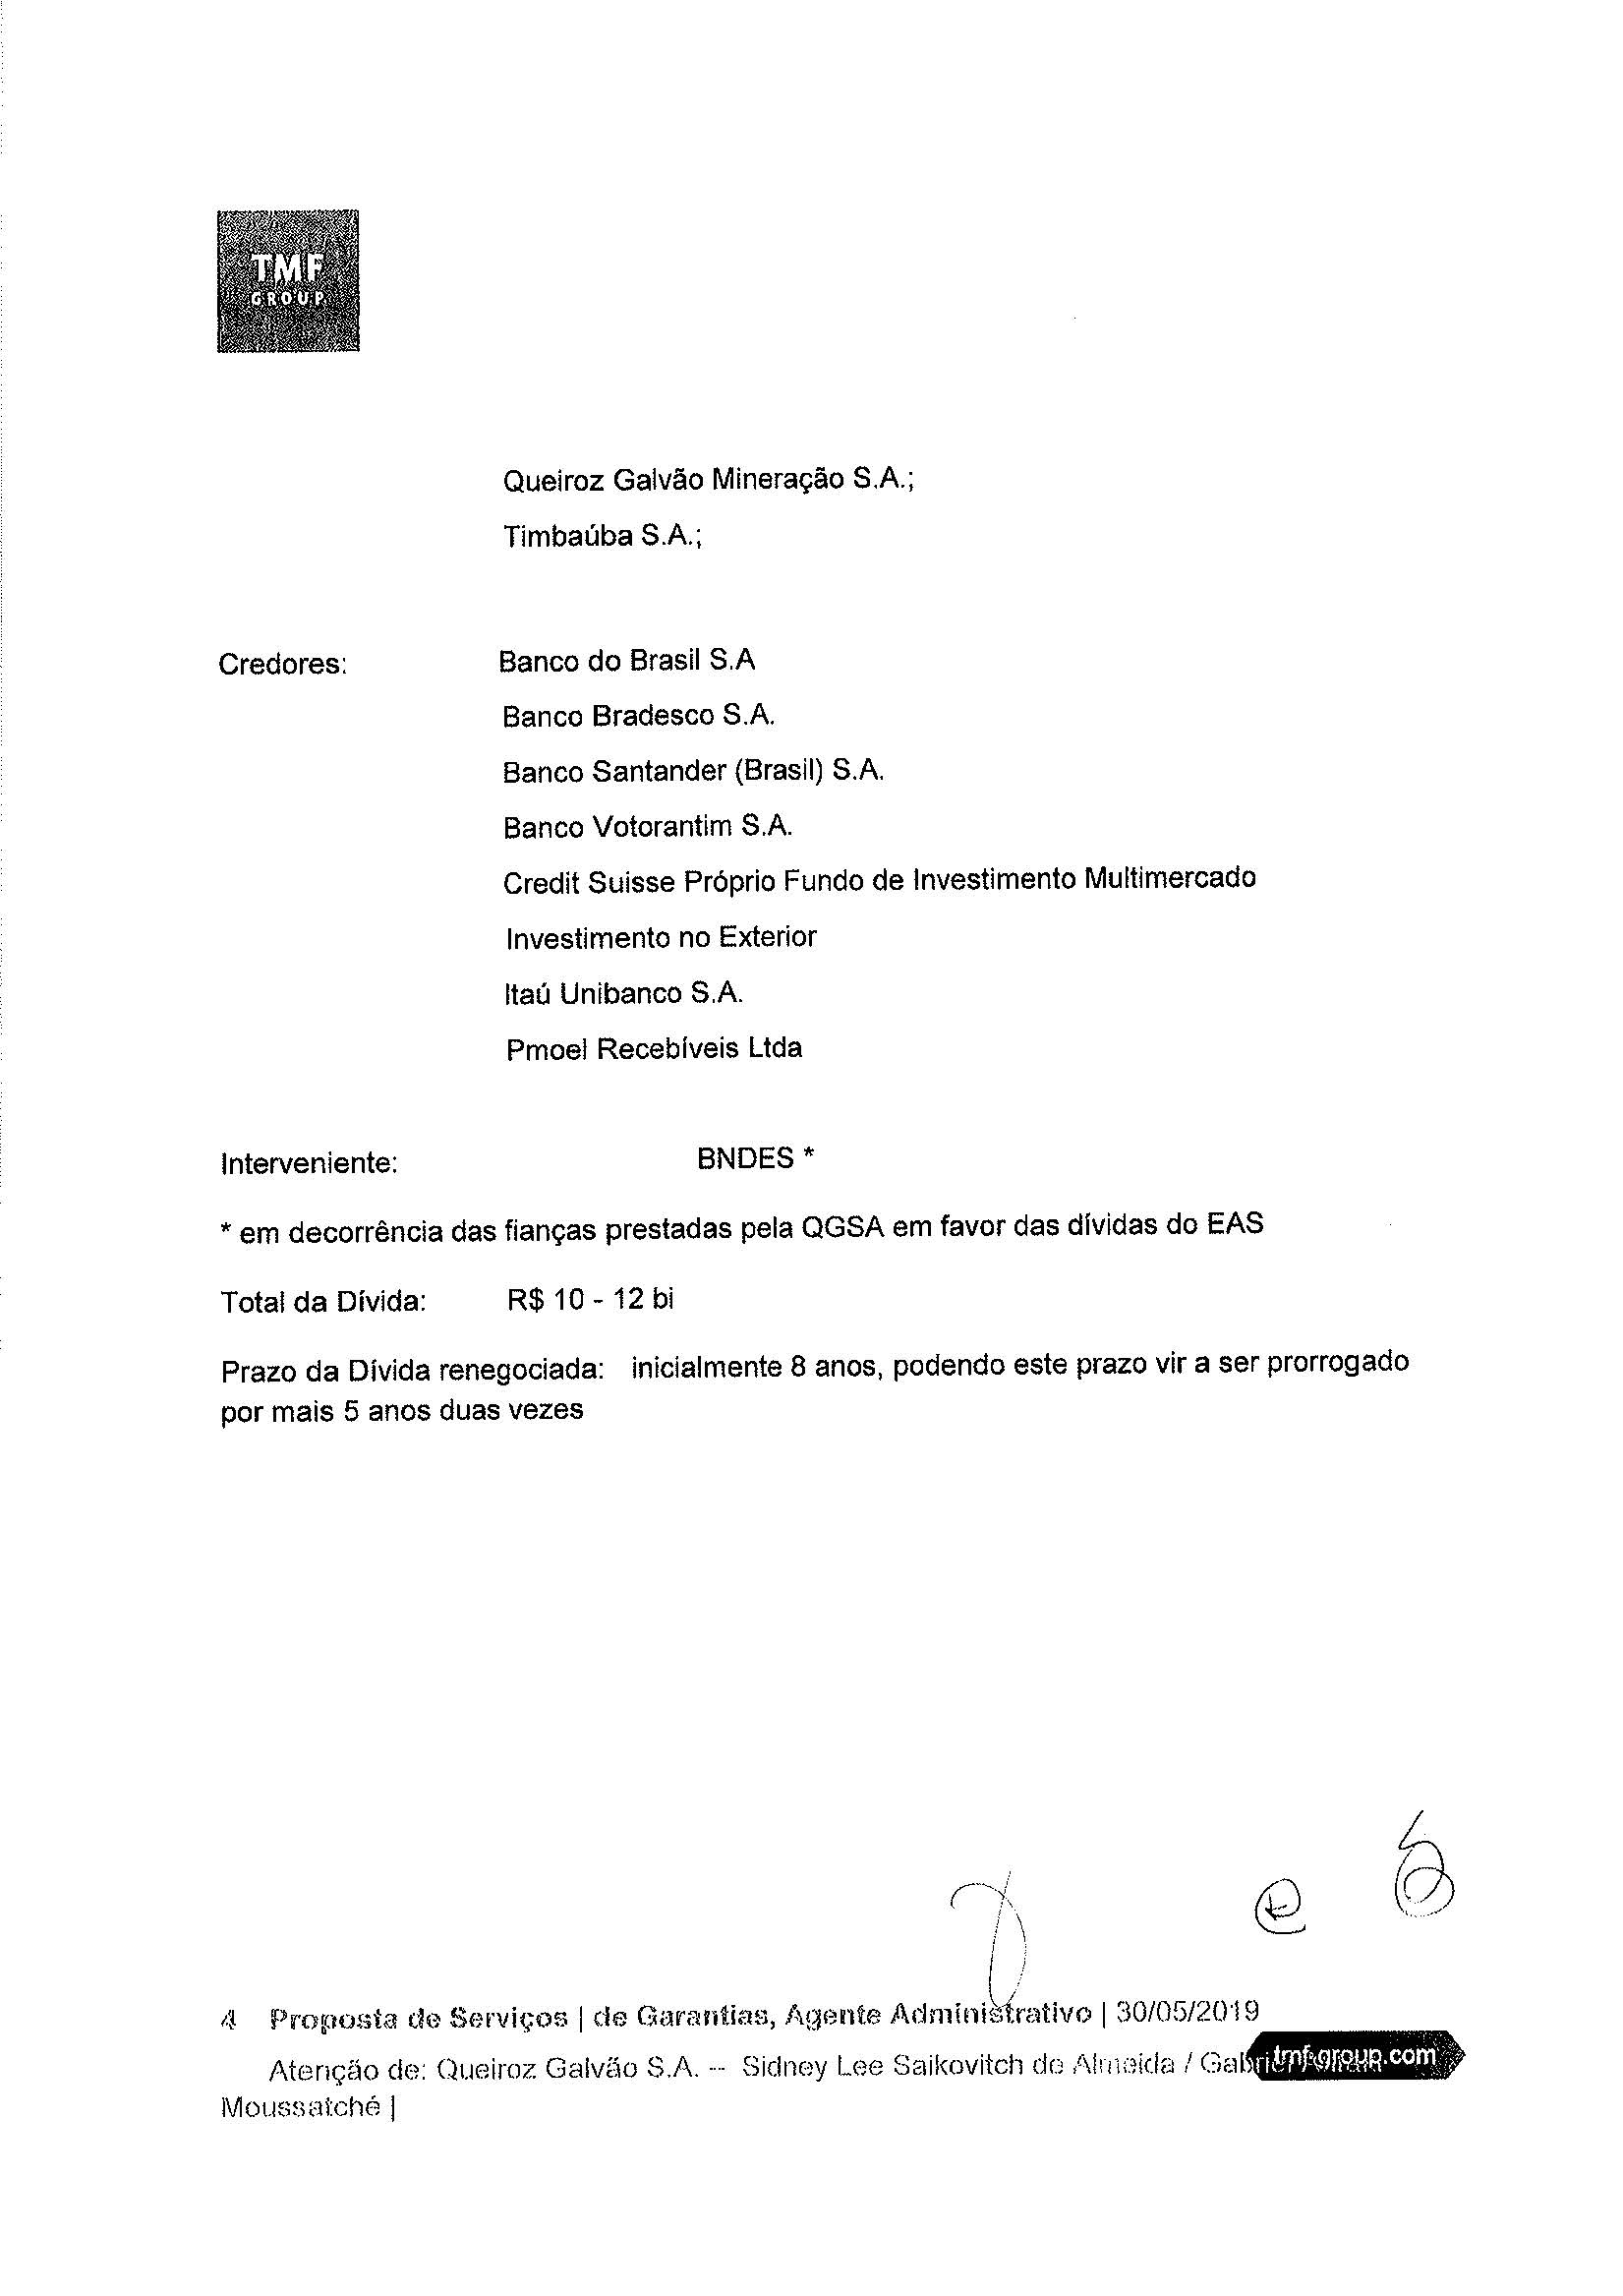 TMF
GROUP
Queiroz Galvão Mineração S.A.;
Timbaúba S.A.;
Credores: Banco do Brasil S.A
Banco Bradesco S.A.
Banco Santander (Brasil) S.A.
Banco Votorantim S.A.
Credit Suisse Próprio Fundo de Investimento Multimercado
Investimento no Exterior
Itaú Unibanco S.A.
Pmoel Recebíveis Ltda
Interveniente: BNDES *
* em decorrência das fianças prestadas pela QGSA em favor das dívidas do EAS
Total da Dívida: R$ 10 - 12 bi
Prazo da Dívida renegociada: inicialmente 8 anos, podendo este prazo vir a ser prorrogado
por mais 5 anos duas vezes
4 Proposta de Serviços | de Garantias, Agente Administrativo | 30/05/2019
Atenção de: Queiroz Galvão S.A. -- Sidney Lee Saikovitch de Almeida /
tmf-group.com
Moussatché |